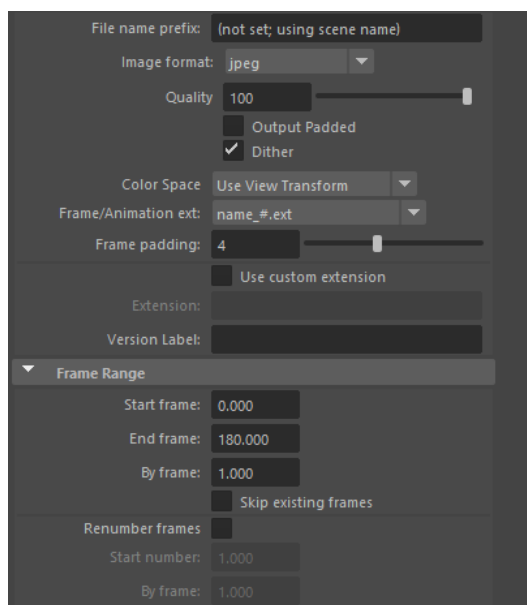 File name prefix: (not set; using scene name)
Image format: jpeg
Quality 100
Output Padded
Dither
Color Space Use View Transform
Frame/Animation ext: name_#.ext
Frame padding: 4
Use custom extension
Extension:
Version Label:
Frame Range
Start frame: 0.000
End frame: 180.000
By frame: 1.000
Skip existing frames
Renumber frames
Start number: 1.000
By frame: 1.000